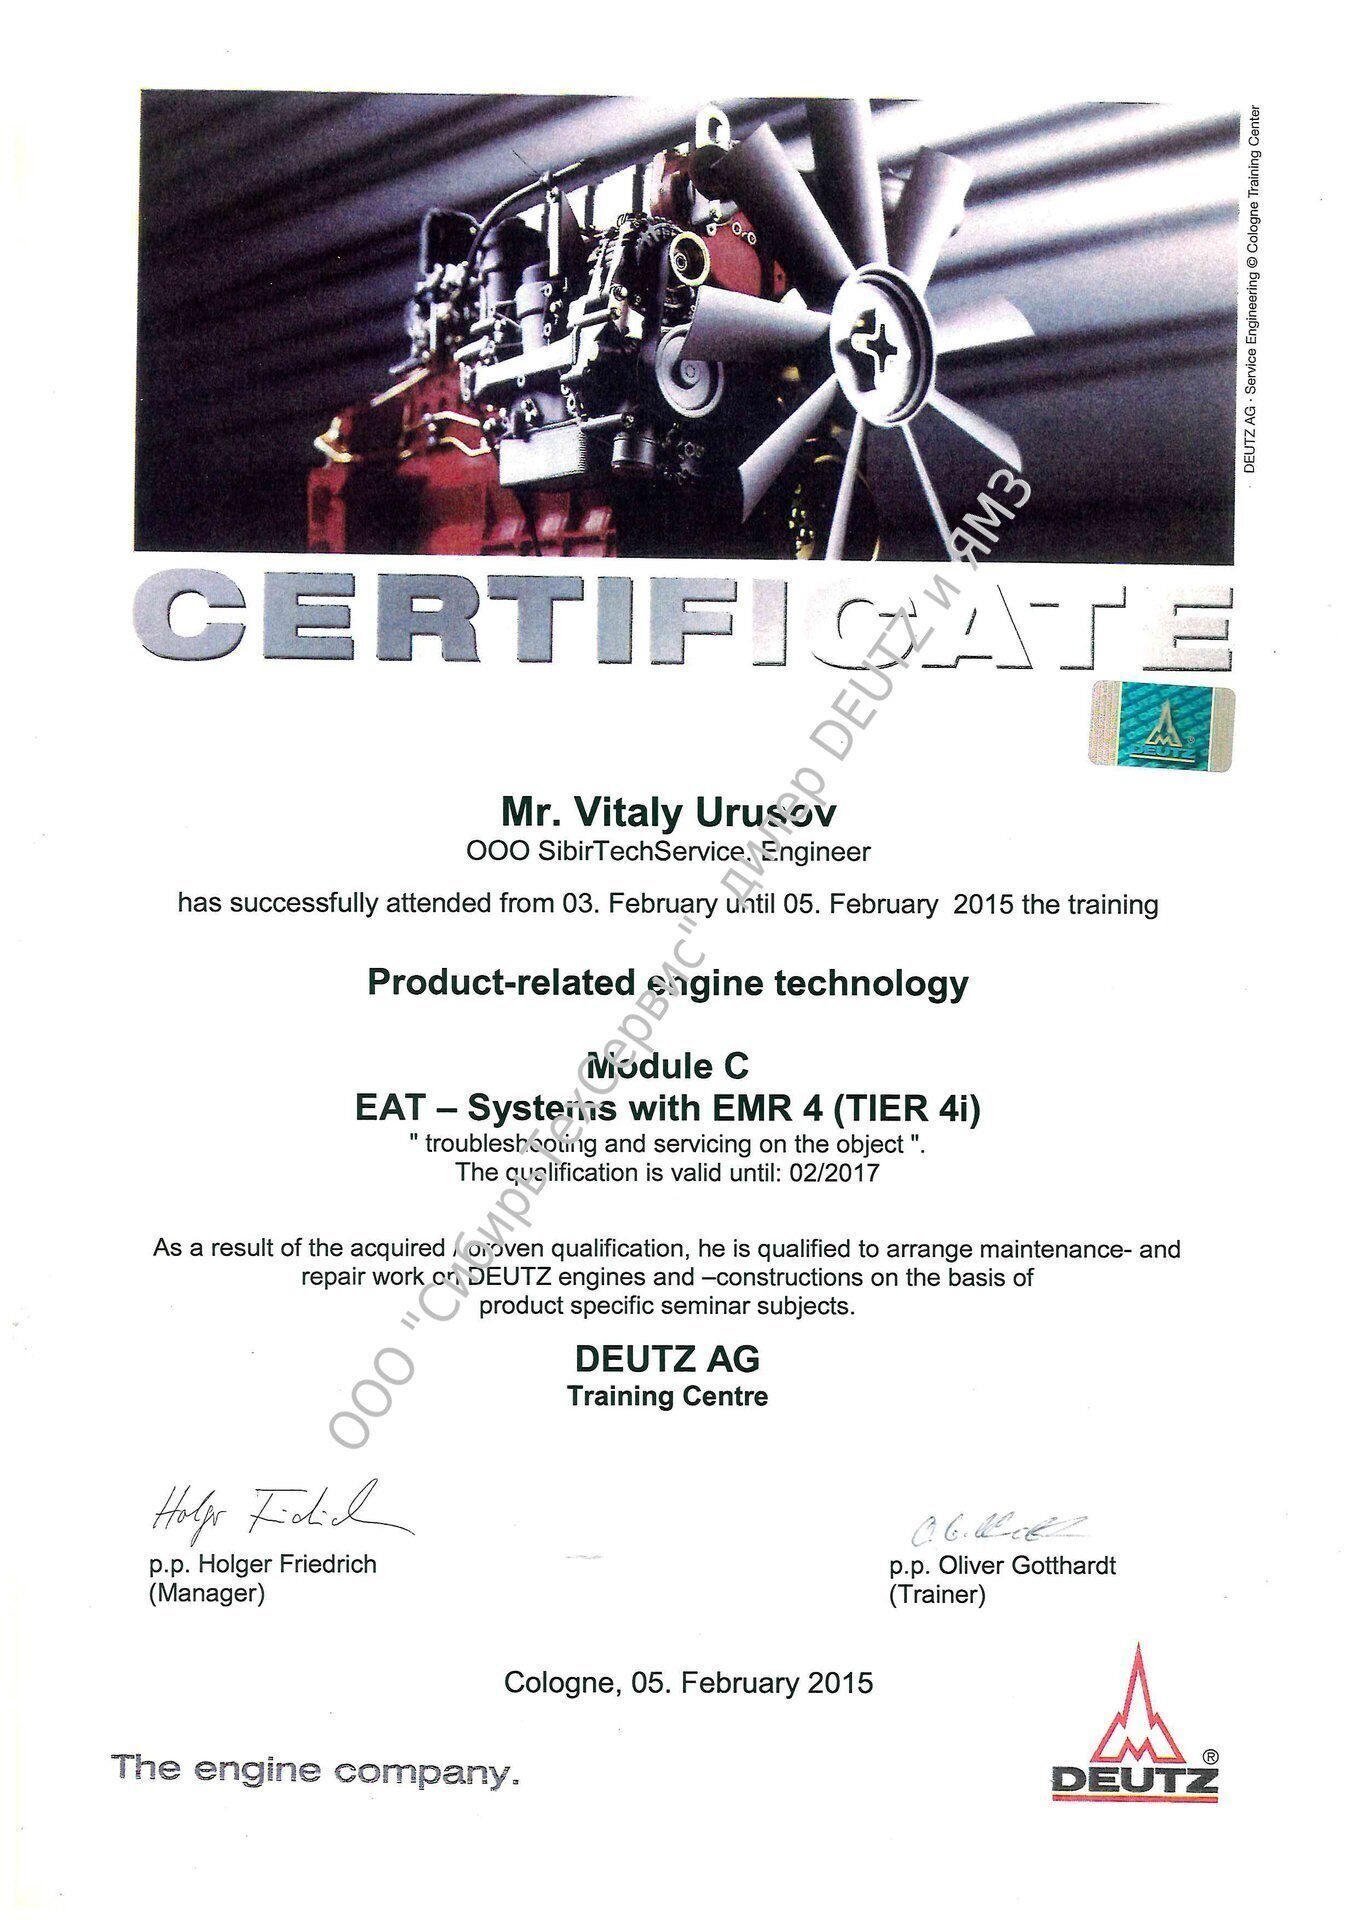 DEUTZ AG · Service Engineering © Cologne Training Center
CERTIFICATE
DEUTZ
Mr. Vitaly Urusov
OOO SibirTechService, Engineer
has successfully attended from 03. February until 05. February 2015 the training
Product-related engine technology
Module C
EAT – Systems with EMR 4 (TIER 4i)
" troubleshooting and servicing on the object ".
The qualification is valid until: 02/2017
As a result of the acquired / proven qualification, he is qualified to arrange maintenance- and
repair work on DEUTZ engines and –constructions on the basis of
product specific seminar subjects.
DEUTZ AG
Training Centre
ООО "СибирьТехСервис" дилер DEUTZ и ЯМЗ
Holger Friedrich
p.p. Holger Friedrich
(Manager)
p.p. Oliver Gotthardt
(Trainer)
Cologne, 05. February 2015
The engine company.
DEUTZ ®